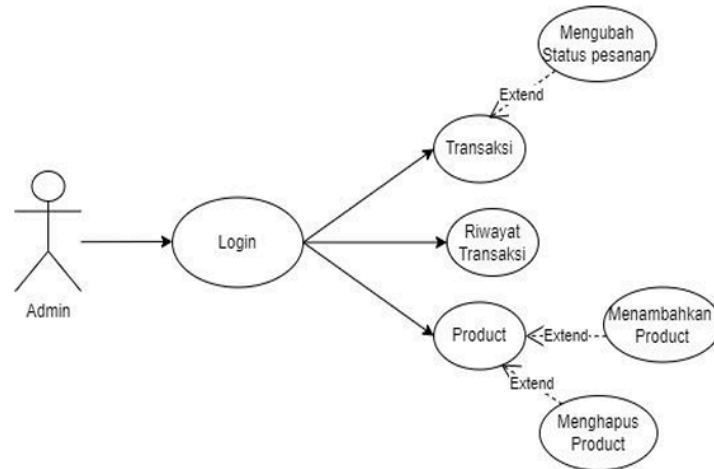 Mengubah
Status pesanan
Extend
Transaksi
Login
Riwayat
Transaksi
Admin
Product
Extend
Menambahkan
Product
Extend
Menghapus
Product